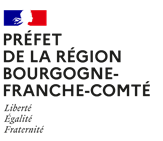 PRÉFET
DE LA RÉGION
BOURGOGNE-
FRANCHE-COMTÉ
Liberté
Égalité
Fraternité